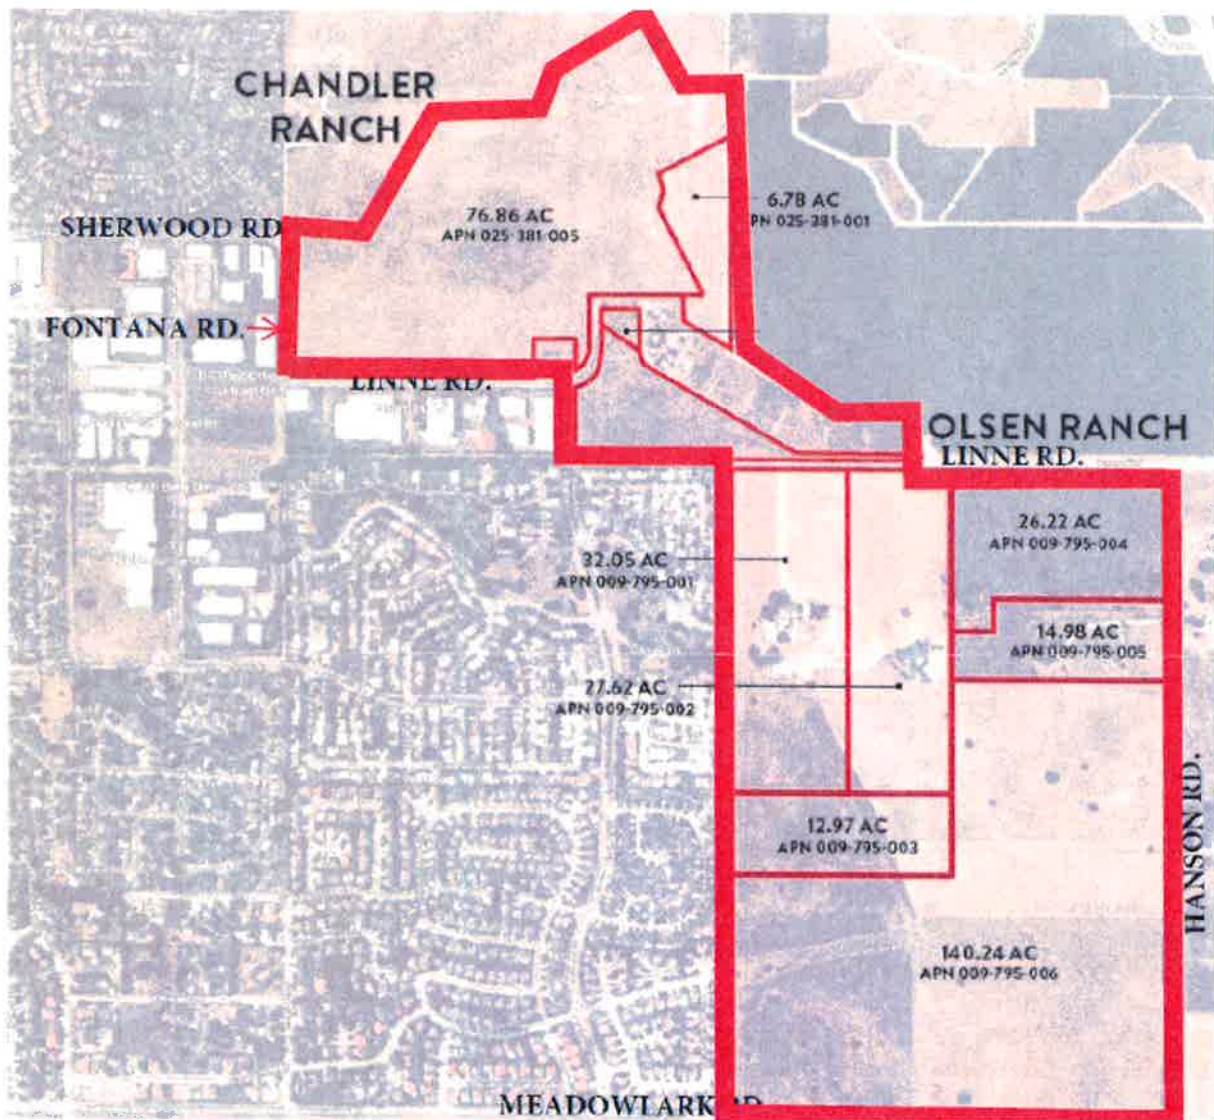 CHANDLER
RANCH
SHERWOOD RD
76.86 AC
APN 025-381-005
6.78 AC
PN 025-381-001
FONTANA RD.
LINNE RD.
OLSEN RANCH
LINNE RD.
26.22 AC
APN 009-795-004
32.05 AC
APN 009-795-001
14.98 AC
APN 009-795-005
27.62 AC
APN 009-795-002
12.97 AC
APN 009-795-003
HANSON RD.
140.24 AC
APN 009-795-006
MEADOWLARK RD